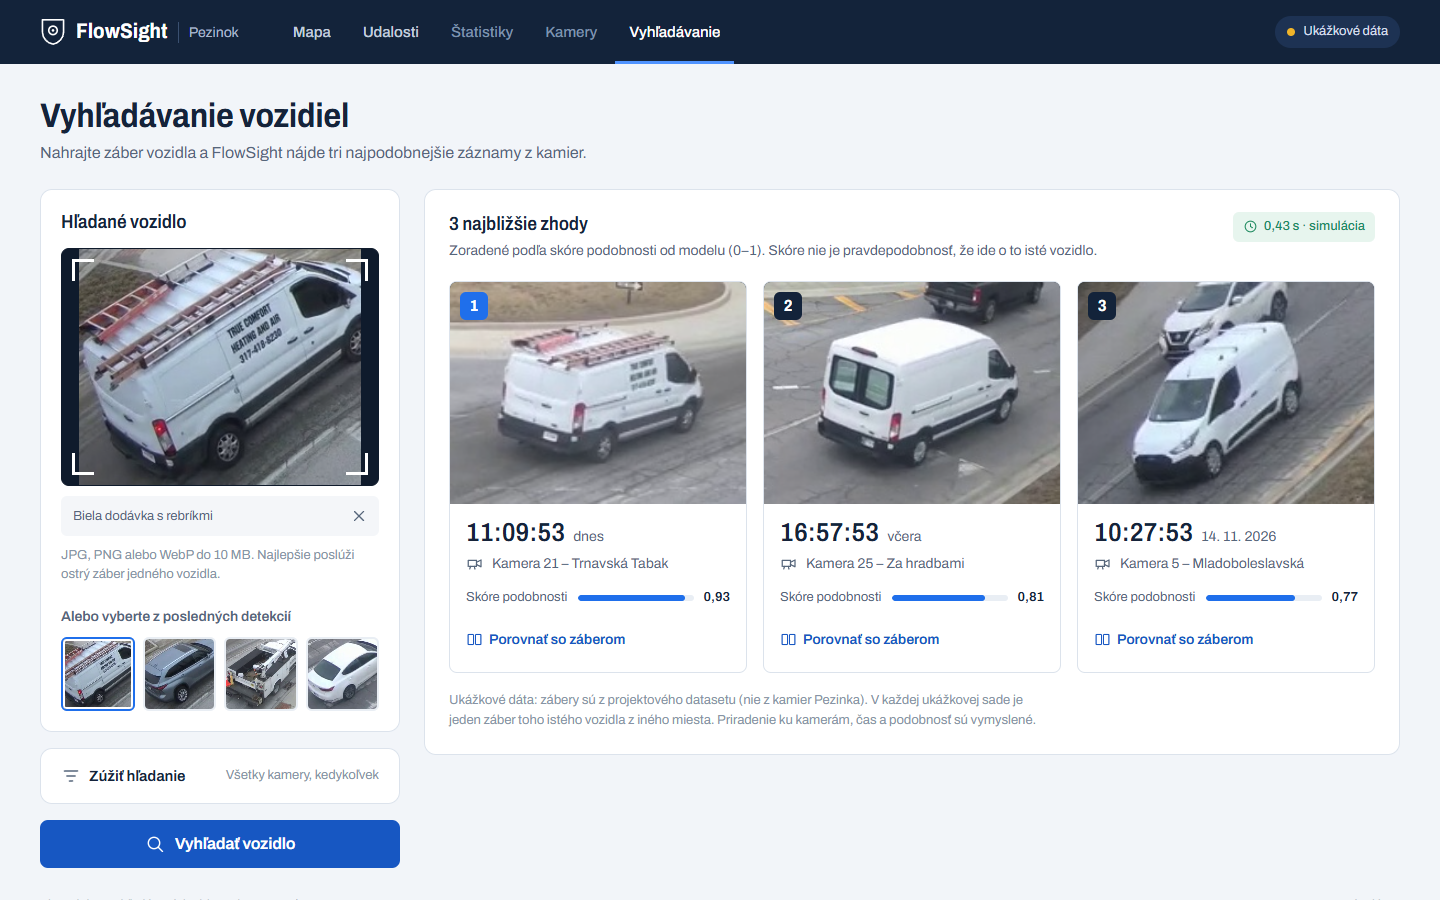 FlowSight
Pezinok
Mapa
Udalosti
Štatistiky
Kamery
Vyhľadávanie
Ukážkové dáta
Vyhľadávanie vozidiel
Nahrajte záber vozidla a FlowSight nájde tri najpodobnejšie záznamy z kamier.
Hľadané vozidlo
TRUE COMFORT
HEATING AND AIR
317-418-8230
Biela dodávka s rebríkmi
JPG, PNG alebo WebP do 10 MB. Najlepšie poslúži
ostrý záber jedného vozidla.
Alebo vyberte z posledných detekcií
Zúžiť hľadanie
Všetky kamery, kedykoľvek
Vyhľadať vozidlo
3 najbližšie zhody
0,43 s · simulácia
Zoradené podľa skóre podobnosti od modelu (0–1). Skóre nie je pravdepodobnosť, že ide o to isté vozidlo.
1
11:09:53 dnes
Kamera 21 – Trnavská Tabak
Skóre podobnosti 0,93
Porovnať so záberom
2
16:57:53 včera
Kamera 25 – Za hradbami
Skóre podobnosti 0,81
Porovnať so záberom
3
10:27:53 14. 11. 2026
Kamera 5 – Mladoboleslavská
Skóre podobnosti 0,77
Porovnať so záberom
Ukážkové dáta: zábery sú z projektového datasetu (nie z kamier Pezinka). V každej ukážkovej sade je
jeden záber toho istého vozidla z iného miesta. Priradenie ku kamerám, čas a podobnosť sú vymyslené.